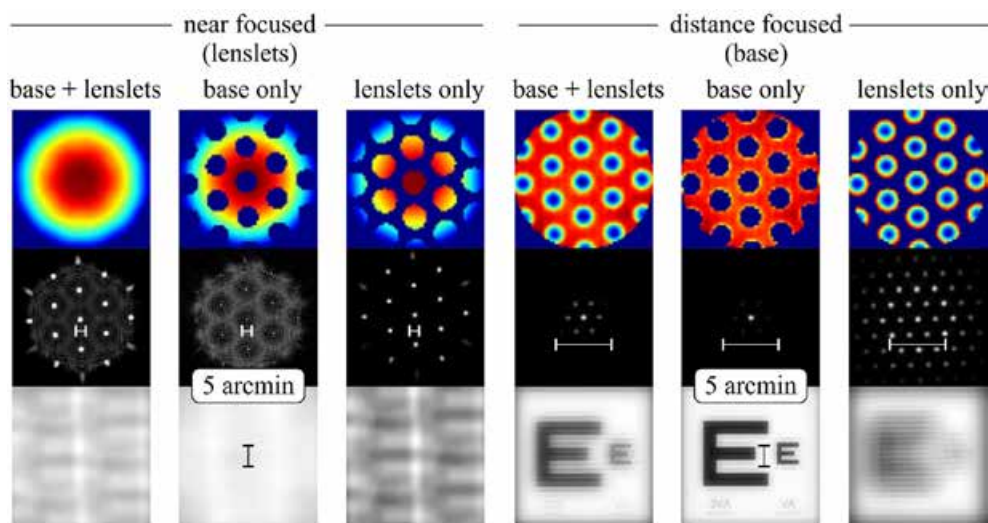 near focused
(lenslets)
distance focused
(base)
base + lenslets
base only
lenslets only
base + lenslets
base only
lenslets only
5 arcmin
5 arcmin
E E
E E